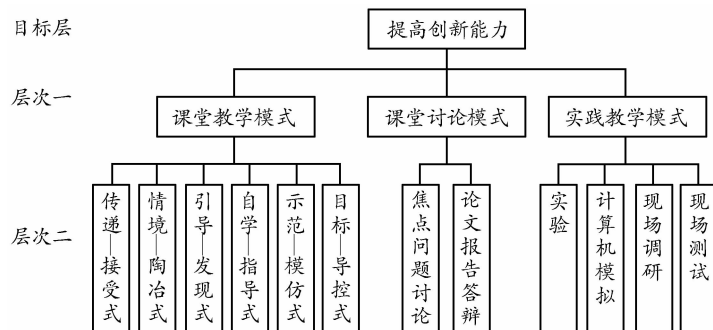 目标层
提高创新能力
层次一
课堂教学模式
课堂讨论模式
实践教学模式
层次二
传递—接受式
情境—陶冶式
引导—发现式
自学—指导式
示范—模仿式
目标—导控式
焦点问题讨论
论文报告答辩
实验
计算机模拟
现场调研
现场测试